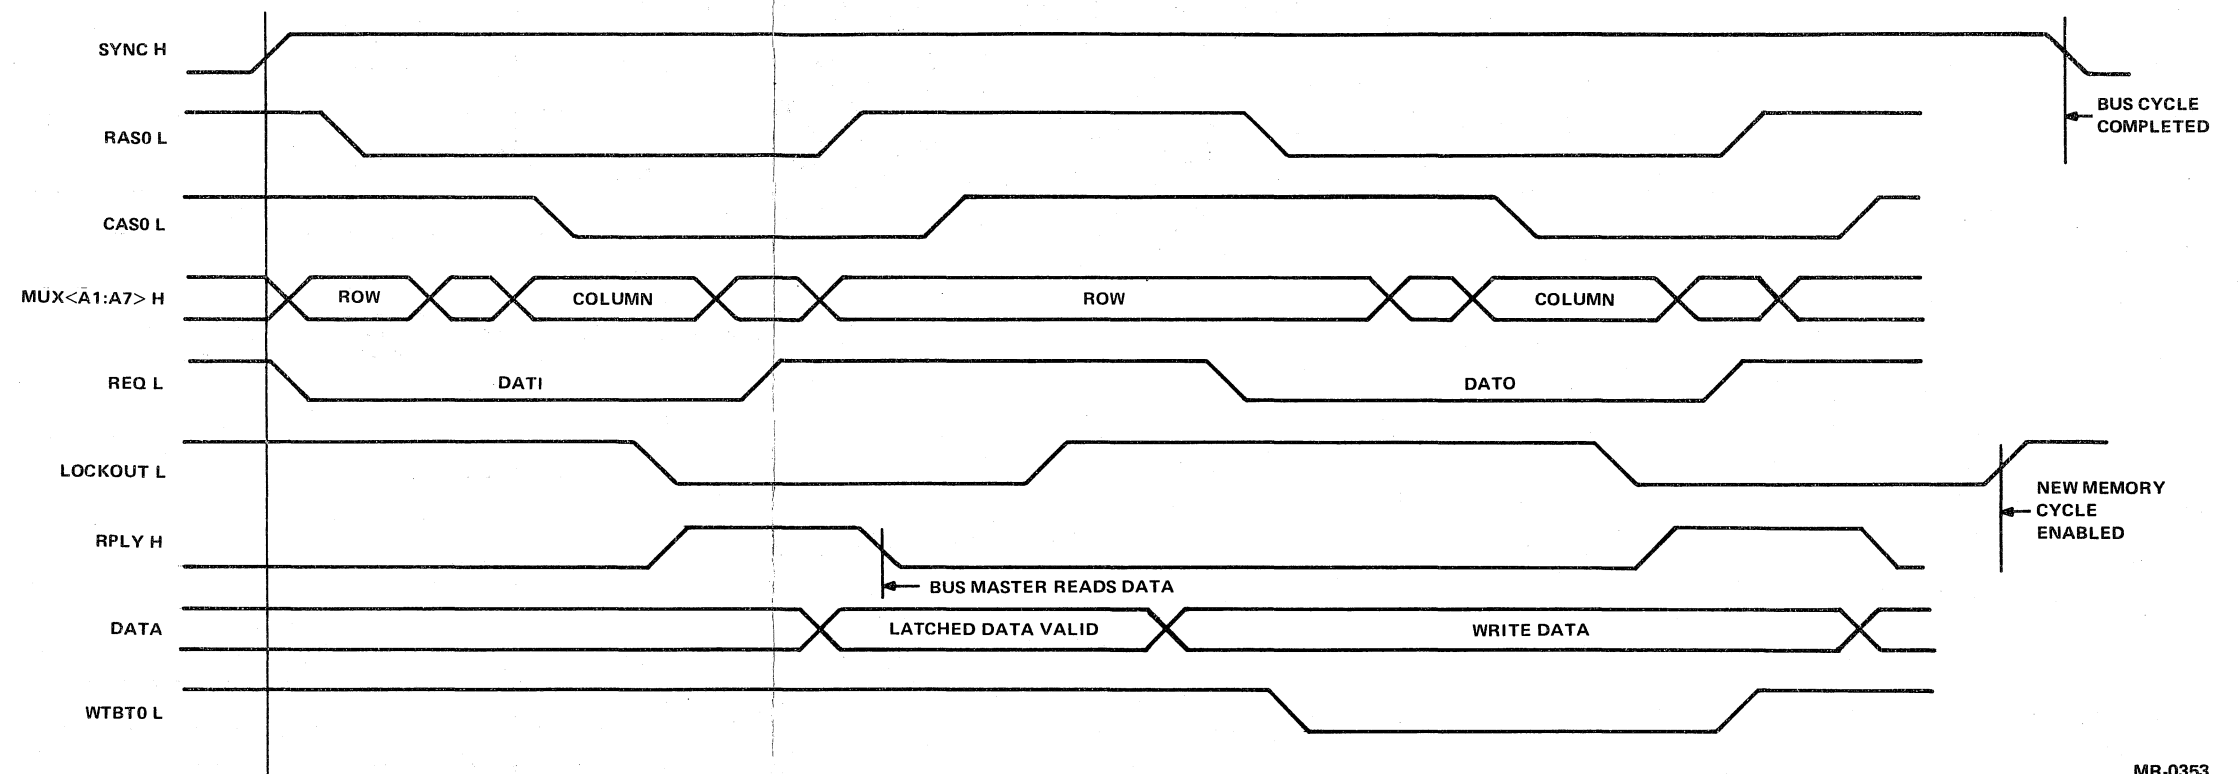 SYNC H
BUS CYCLE
COMPLETED
RAS0 L
CAS0 L
MUX<A1:A7> H
ROW
COLUMN
ROW
COLUMN
REQ L
DATI
DATO
LOCKOUT L
NEW MEMORY
CYCLE
ENABLED
RPLY H
BUS MASTER READS DATA
DATA
LATCHED DATA VALID
WRITE DATA
WTBT0 L
MR-0353